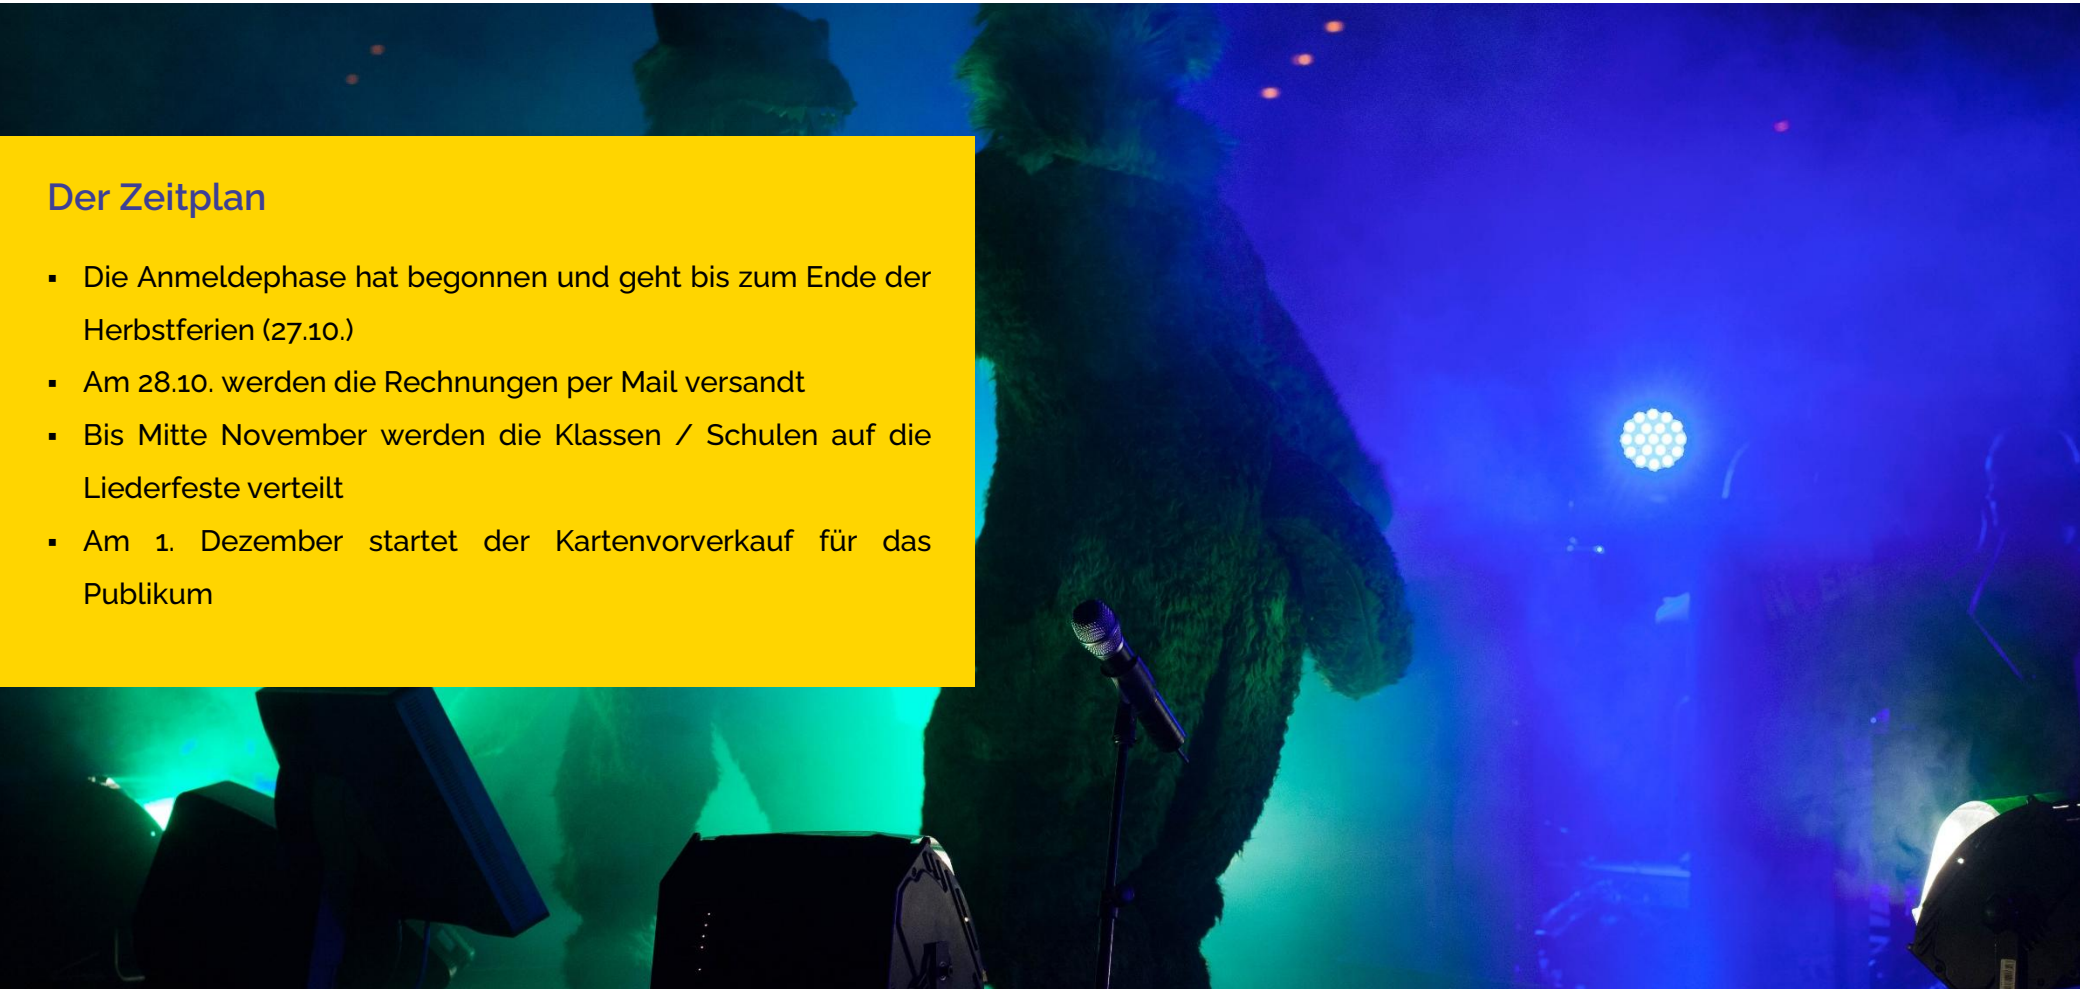 Der Zeitplan
▪ Die Anmeldephase hat begonnen und geht bis zum Ende der
Herbstferien (27.10.)
▪ Am 28.10. werden die Rechnungen per Mail versandt
▪ Bis Mitte November werden die Klassen / Schulen auf die
Liederfeste verteilt
▪ Am 1. Dezember startet der Kartenvorverkauf für das
Publikum